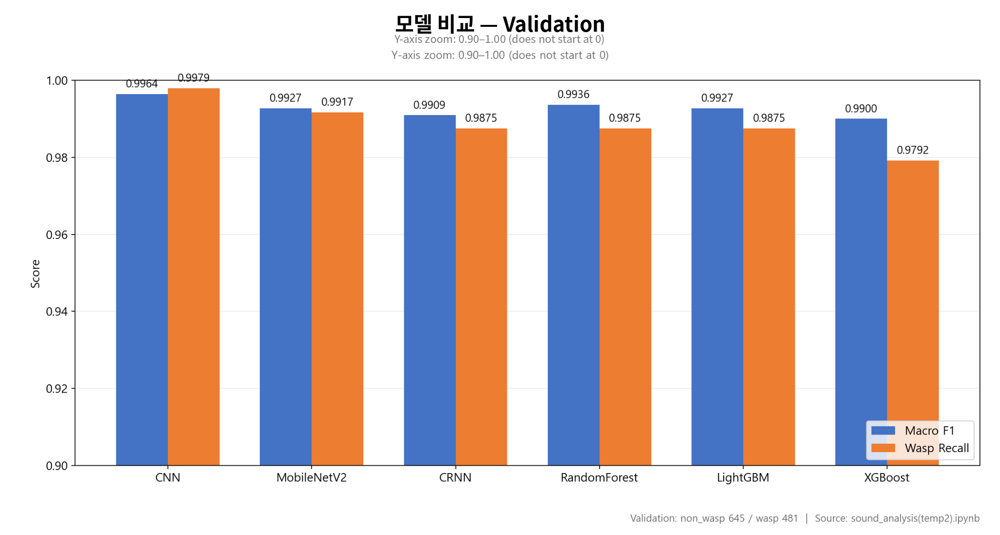 모델 비교 — Validation
Y-axis zoom: 0.90–1.00 (does not start at 0)
Y-axis zoom: 0.90–1.00 (does not start at 0)
1.00
0.98
0.96
0.94
0.92
0.90
Score
0.9964
0.9979
0.9927
0.9917
0.9909
0.9875
0.9936
0.9875
0.9927
0.9875
0.9900
0.9792
Macro F1
Wasp Recall
CNN
MobileNetV2
CRNN
RandomForest
LightGBM
XGBoost
Validation: non_wasp 645 / wasp 481 | Source: sound_analysis(temp2).ipynb